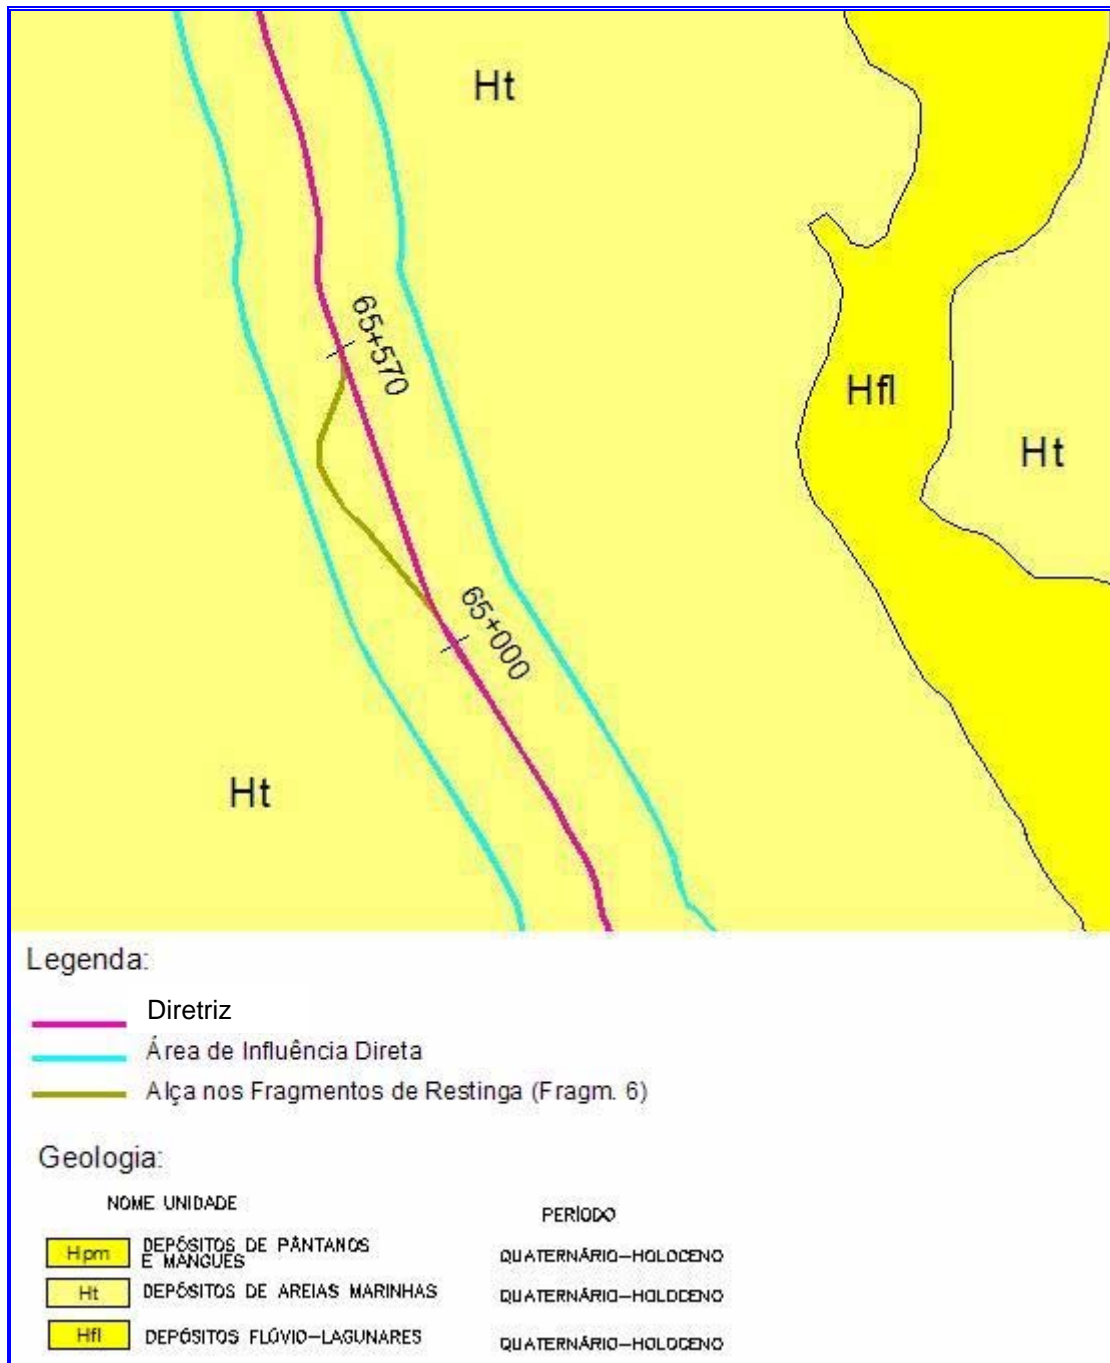 Ht
65+570
Hfl
Ht
65+000
Ht
Legenda:
Diretriz
Área de Influência Direta
Alça nos Fragmentos de Restinga (Fragm. 6)
Geologia:
NOME UNIDADE
PERÍODO
Hpm DEPÓSITOS DE PÂNTANOS E MANGUES QUATERNÁRIO-HOLOCENO
Ht DEPÓSITOS DE AREIAS MARINHAS QUATERNÁRIO-HOLOCENO
Hfl DEPÓSITOS FLÚVIO-LAGUNARES QUATERNÁRIO-HOLOCENO